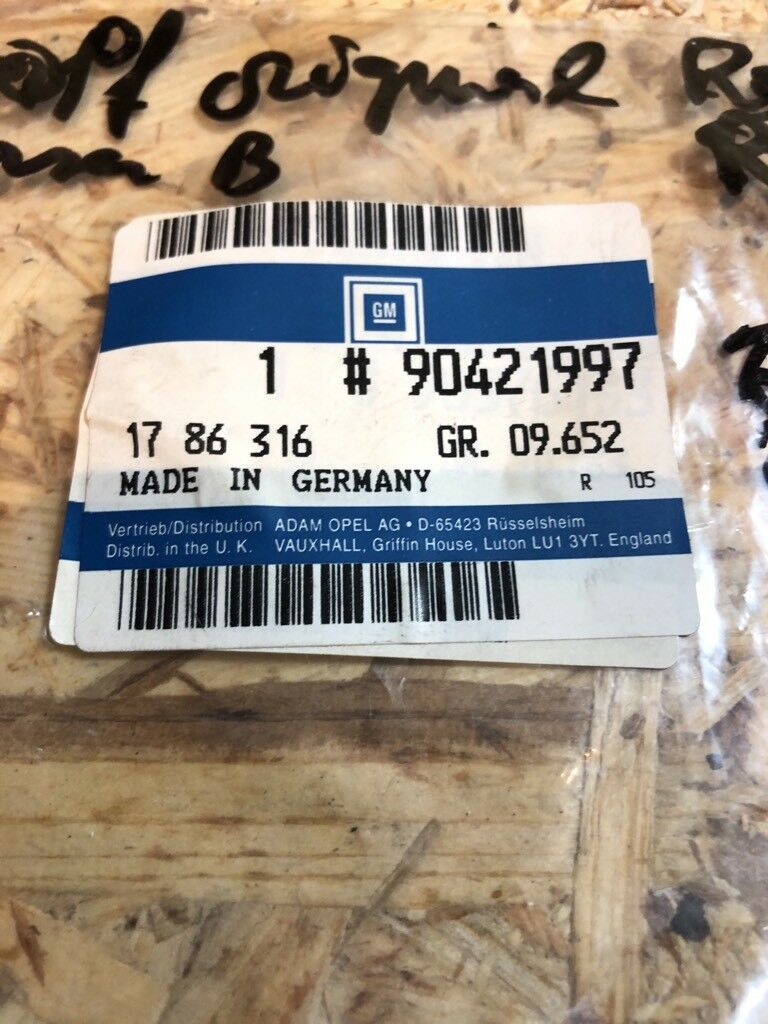 original
B
GM
1 # 90421997
17 86 316 GR. 09.652
MADE IN GERMANY R 105
Vertrieb/Distribution ADAM OPEL AG • D-65423 Rüsselsheim
Distrib. in the U. K. VAUXHALL, Griffin House, Luton LU1 3YT. England